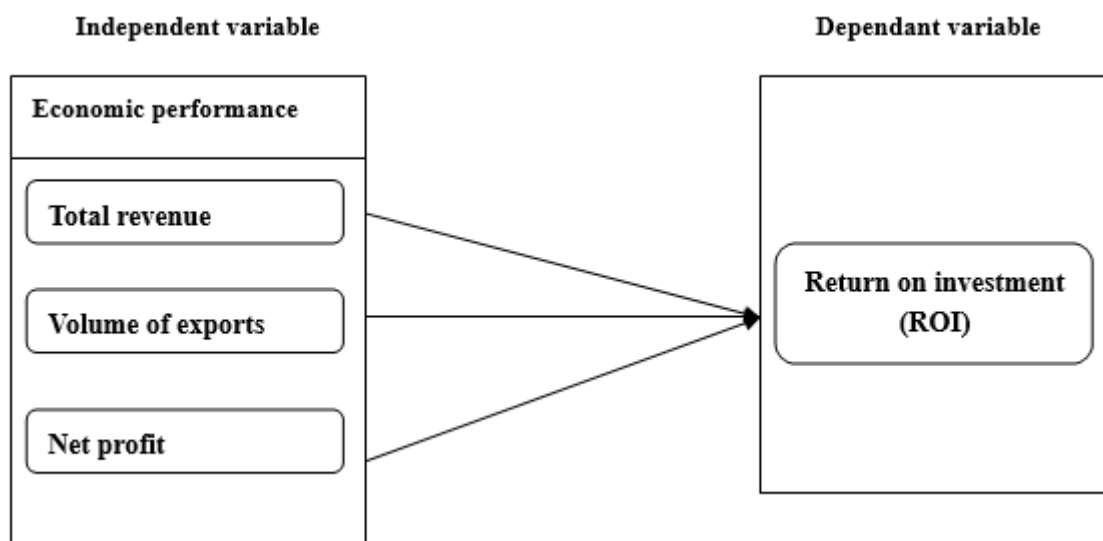 Independent variable
Dependant variable
Economic performance
Total revenue
Volume of exports
Net profit
Return on investment
(ROI)